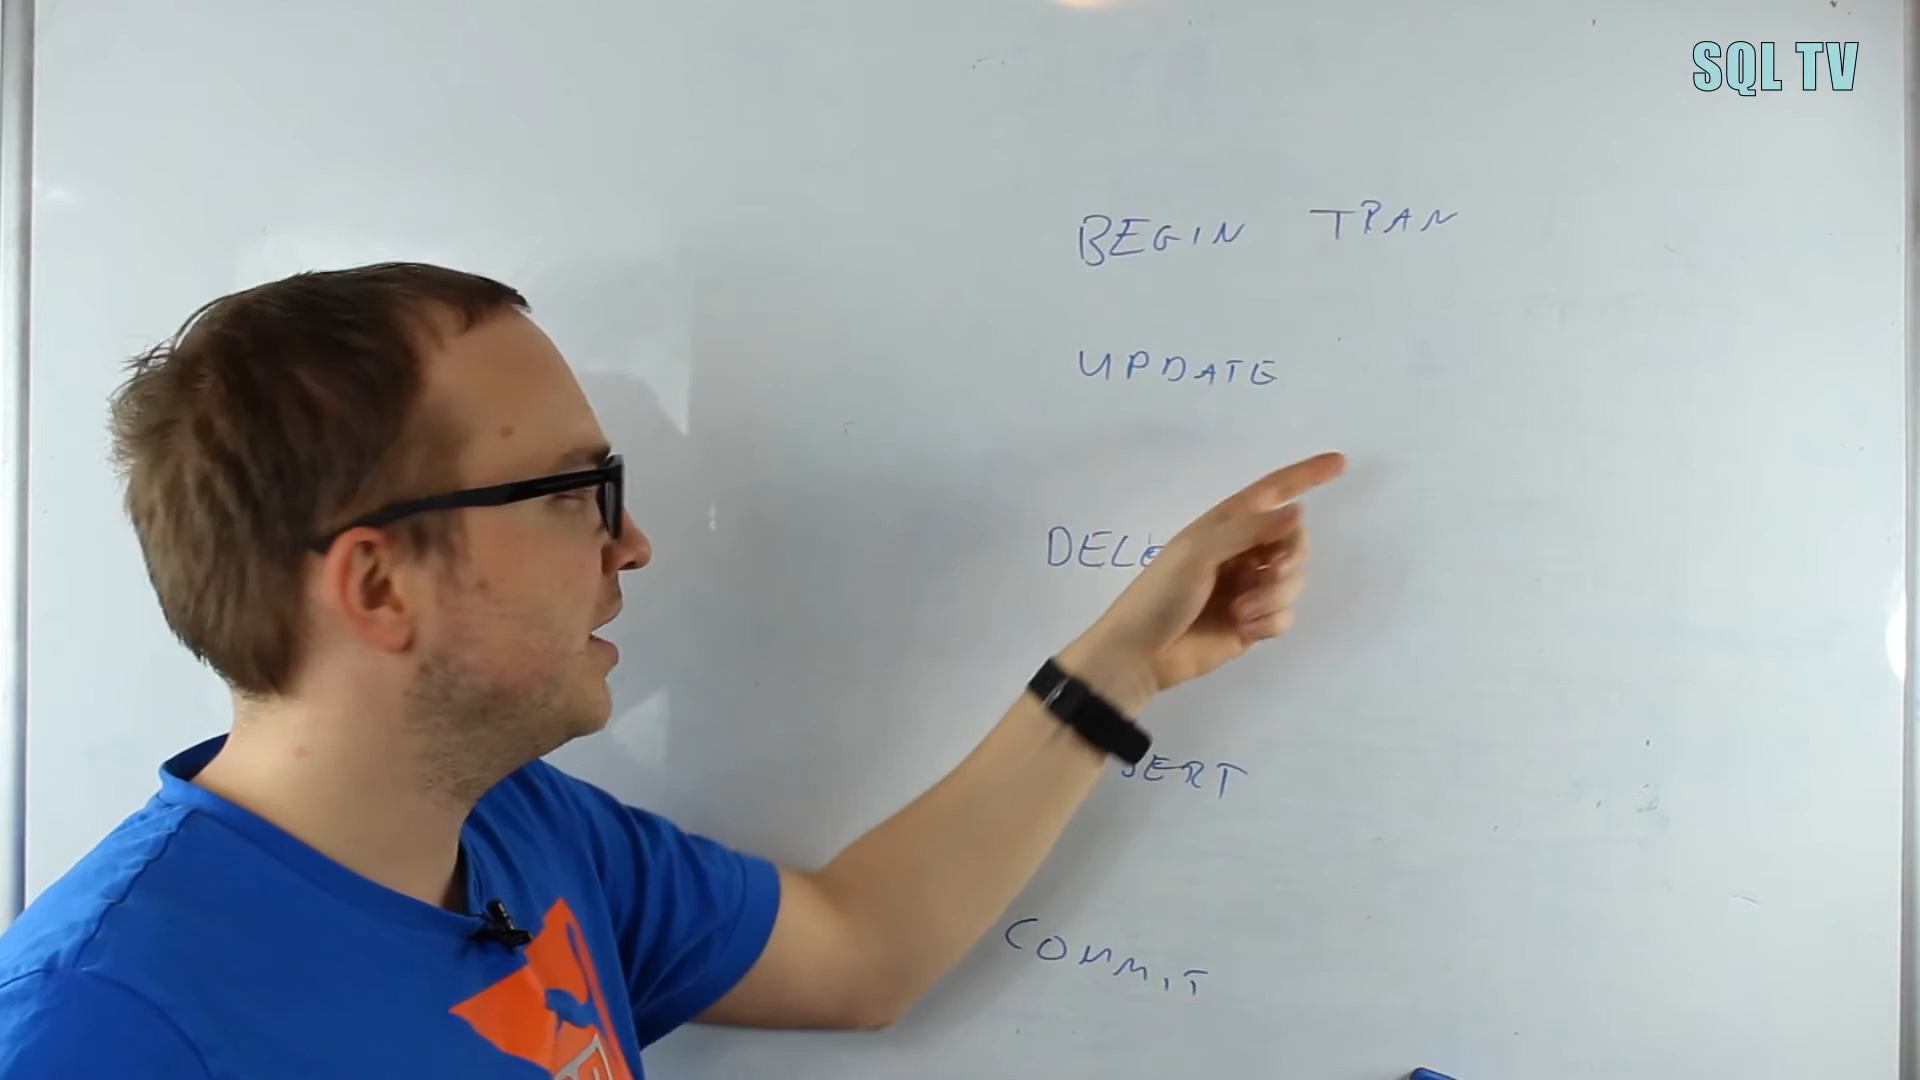 SQL TV
BEGIN TRAN
UPDATE
COMMIT